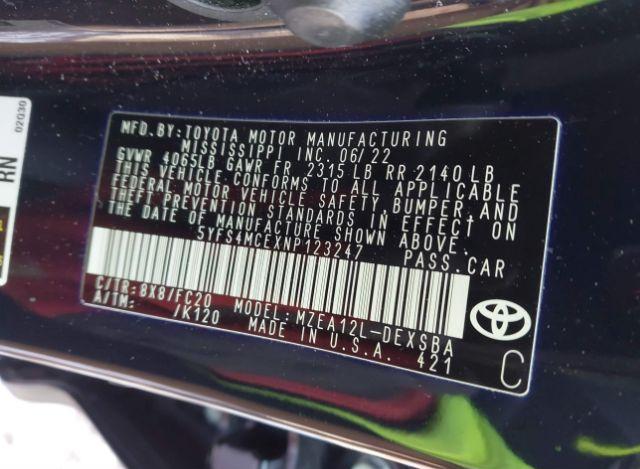 MFD. BY: TOYOTA MOTOR MANUFACTURING
MISSISSIPPI INC. 06/22
GVWR 4065LB GAWR FR 2315 LB RR 2140 LB
THIS VEHICLE CONFORMS TO ALL APPLICABLE
FEDERAL MOTOR VEHICLE SAFETY, BUMPER, AND
THEFT PREVENTION STANDARDS IN EFFECT ON
THE DATE OF MANUFACTURE SHOWN ABOVE.
5YFS4MCEXNP123247 PASS.CAR
C/TR: 8X8/FC20 MODEL: MZEA12L-DEXSBA
A/TM: /K120 MADE IN U.S.A. 421
C
RN
02Q30